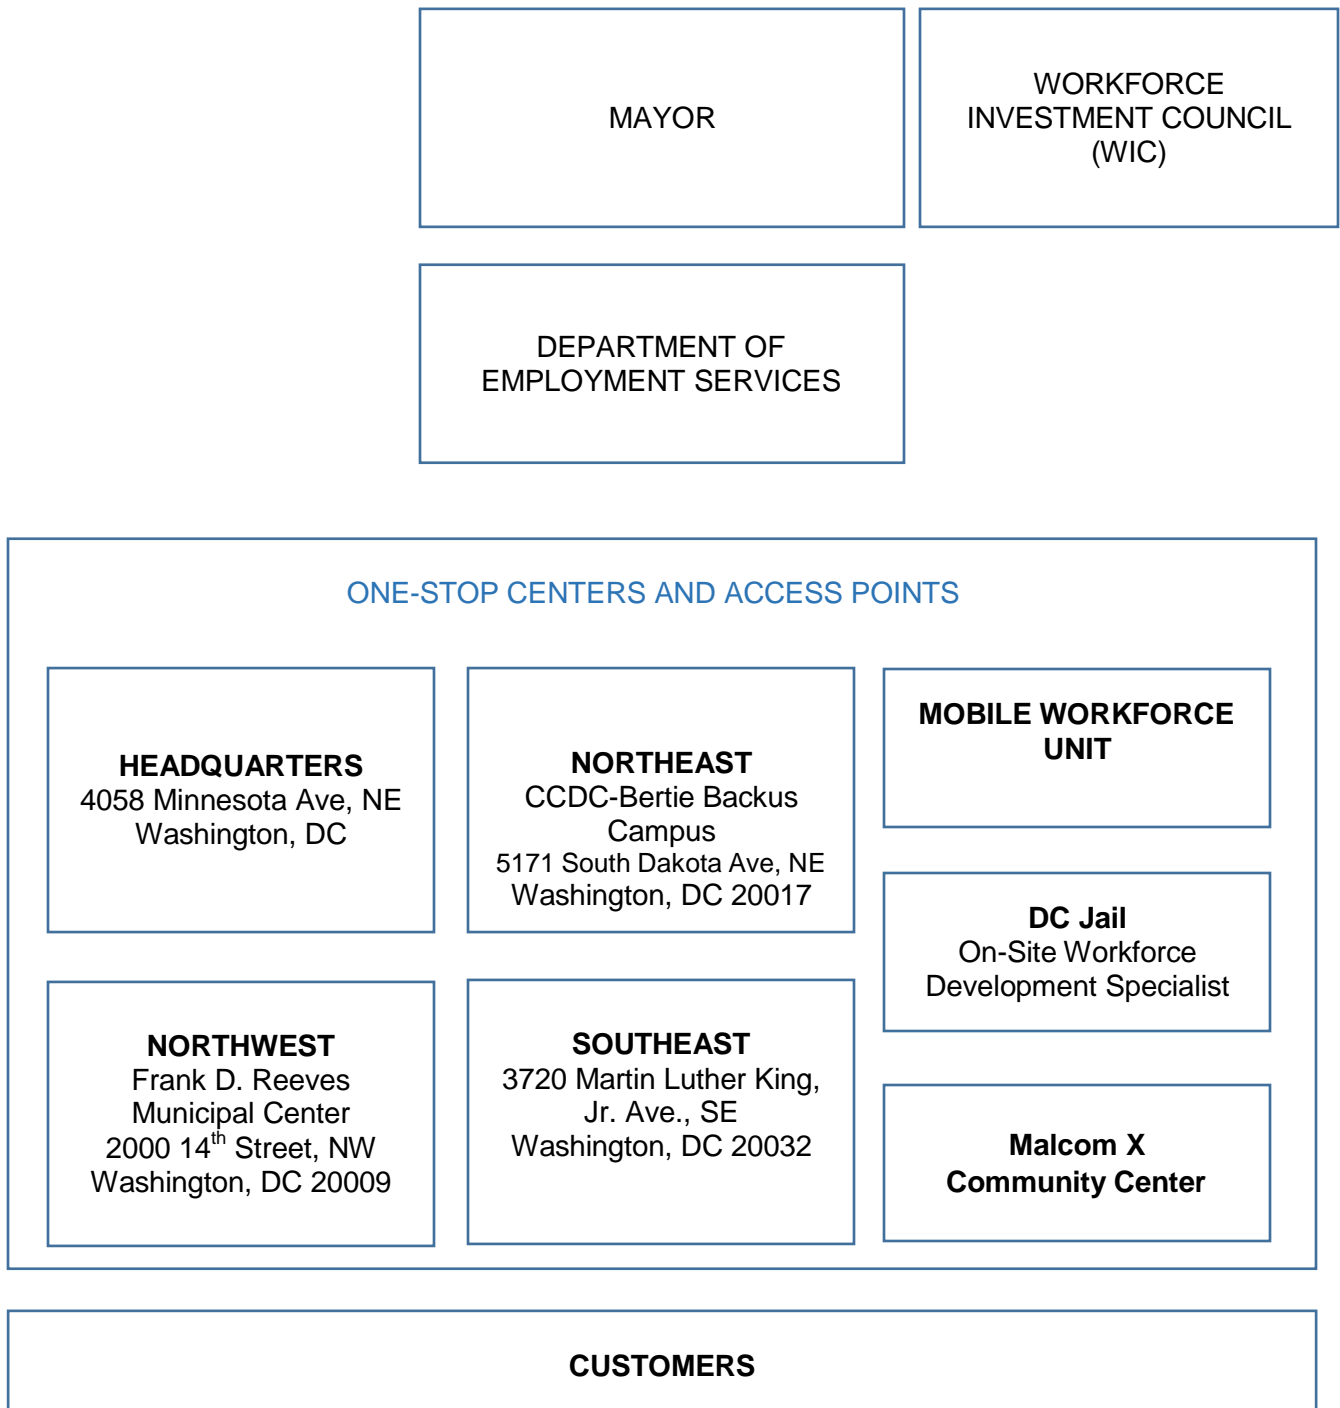 MAYOR
WORKFORCE
INVESTMENT COUNCIL
(WIC)
DEPARTMENT OF
EMPLOYMENT SERVICES
ONE-STOP CENTERS AND ACCESS POINTS
HEADQUARTERS
4058 Minnesota Ave, NE
Washington, DC
NORTHEAST
CCDC-Bertie Backus
Campus
5171 South Dakota Ave, NE
Washington, DC 20017
MOBILE WORKFORCE
UNIT
DC Jail
On-Site Workforce
Development Specialist
NORTHWEST
Frank D. Reeves
Municipal Center
2000 14th Street, NW
Washington, DC 20009
SOUTHEAST
3720 Martin Luther King,
Jr. Ave., SE
Washington, DC 20032
Malcom X
Community Center
CUSTOMERS